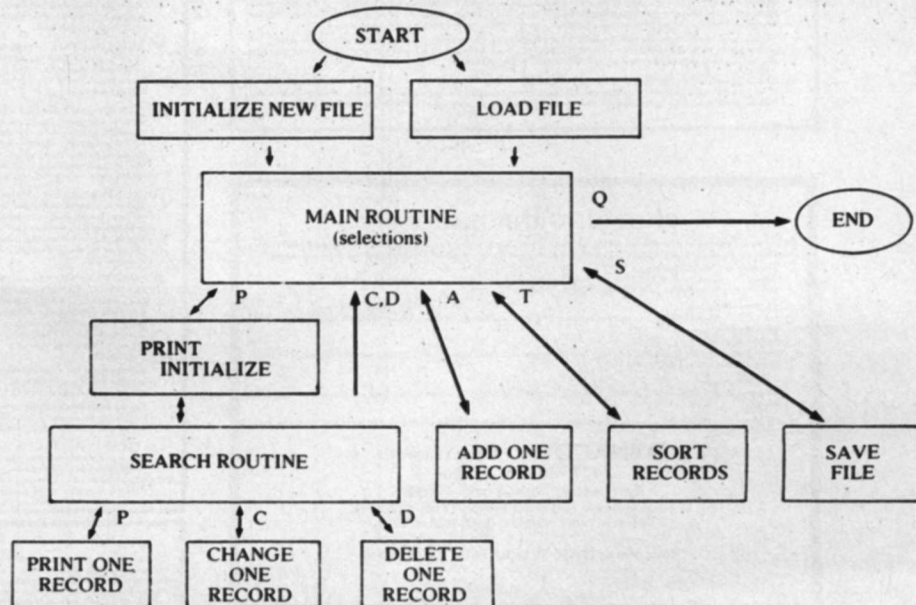 START
INITIALIZE NEW FILE
LOAD FILE
MAIN ROUTINE
(selections)
Q
END
S
P
C,D
A
T
PRINT
INITIALIZE
SEARCH ROUTINE
ADD ONE
RECORD
SORT
RECORDS
SAVE
FILE
P
C
D
PRINT ONE
RECORD
CHANGE
ONE
RECORD
DELETE
ONE
RECORD